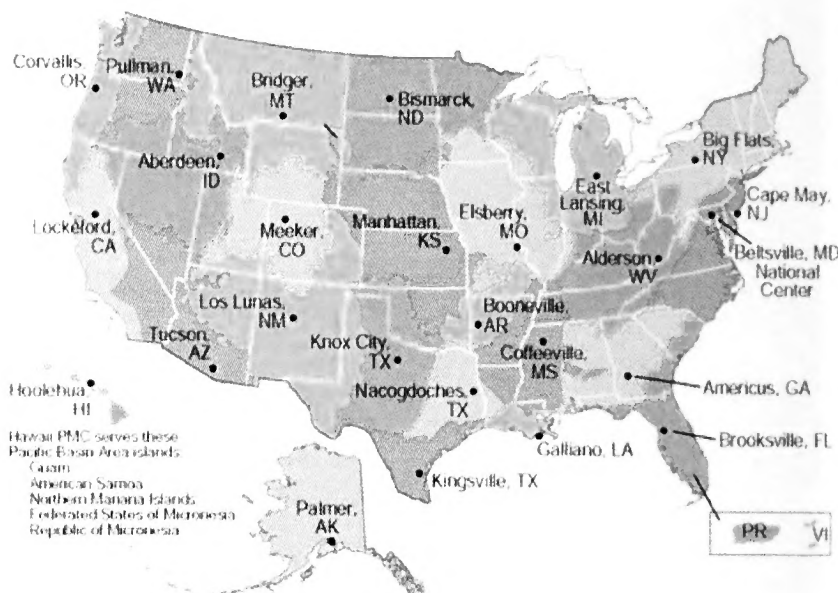 Corvallis,
OR
Pullman,
WA
Bridger,
MT
Bismarck,
ND
Big Flats,
NY
Aberdeen,
ID
East
Lansing,
MI
Cape May,
NJ
Lockeford,
CA
Meeker,
CO
Manhattan,
KS
Elsberry,
MO
Alderson,
WV
Beltsville, MD
National
Center
Los Lunas,
NM
Booneville,
AR
Tucson,
AZ
Knox City,
TX
Coffeeville,
MS
Hoolehua,
HI
Nacogdoches,
TX
Americus, GA
Hawaii PMC serves these
Pacific Basin Area islands
Guam
American Samoa
Northern Mariana Islands
Federated States of Micronesia
Republic of Micronesia
Galliano, LA
Brooksville, FL
Kingsville, TX
Palmer,
AK
PR
VI